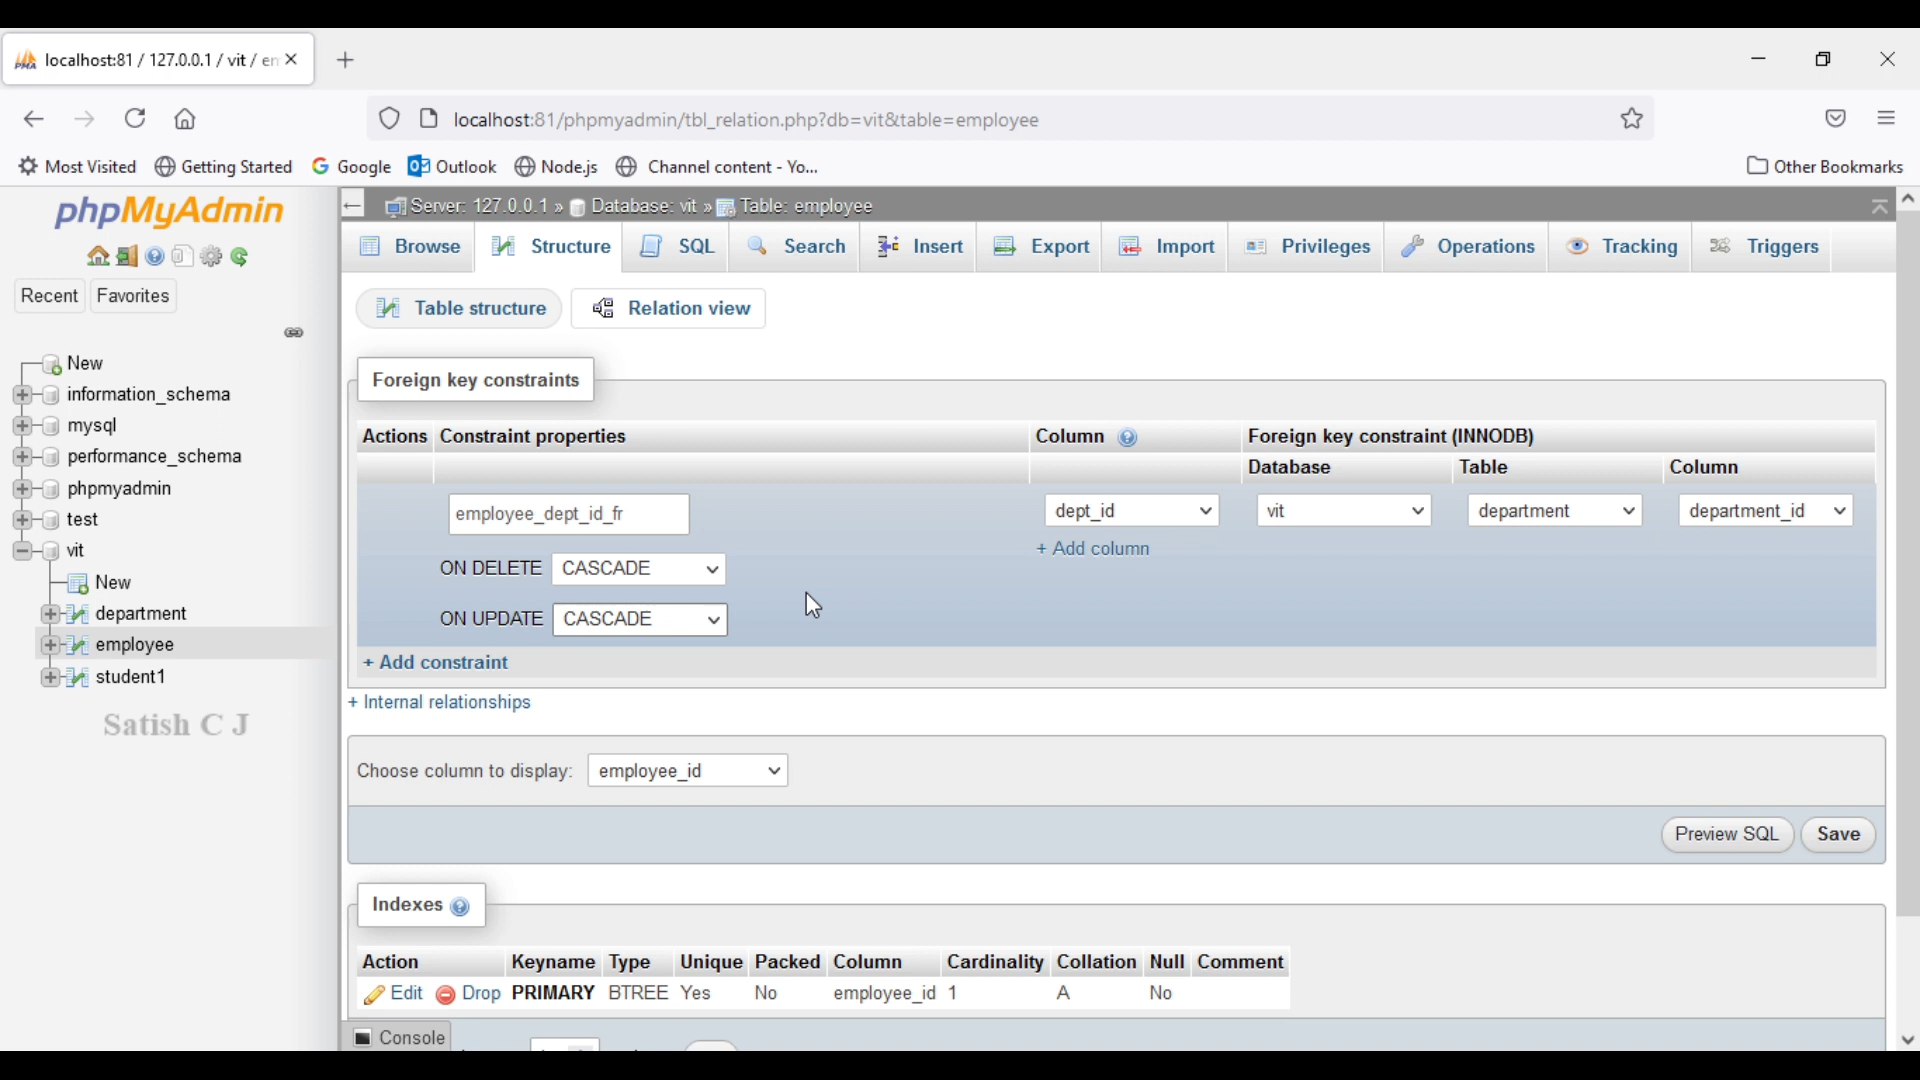 localhost:81 / 127.0.0.1 / vit / en
localhost:81/phpmyadmin/tbl_relation.php?db=vit&table=employee
Most Visited Getting Started Google Outlook Node.js Channel content - Yo... Other Bookmarks
phpMyAdmin
Recent Favorites
New
information_schema
mysql
performance_schema
phpmyadmin
test
vit
New
department
employee
student1
Satish C J
Server: 127.0.0.1 » Database: vit » Table: employee
Browse Structure SQL Search Insert Export Import Privileges Operations Tracking Triggers
Table structure Relation view
Foreign key constraints
Actions Constraint properties Column Foreign key constraint (INNODB)
Database Table Column
employee_dept_id_fr dept_id vit department department_id
+ Add column
ON DELETE CASCADE
ON UPDATE CASCADE
+ Add constraint
+ Internal relationships
Choose column to display: employee_id
Preview SQL Save
Indexes
Action Keyname Type Unique Packed Column Cardinality Collation Null Comment
Edit Drop PRIMARY BTREE Yes No employee_id 1 A No
Console